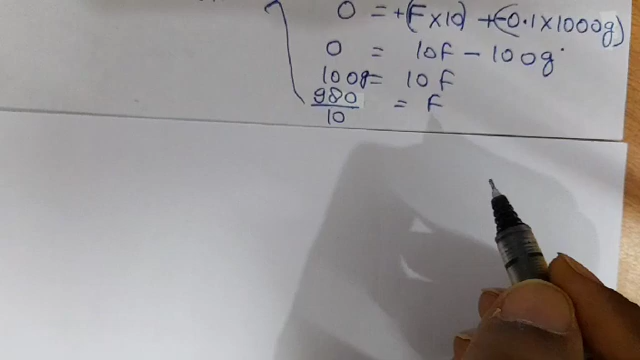 0 = +(F×10) + (-0.1×1000g)
0 = 10F - 100g
100g = 10F
980/10 = F